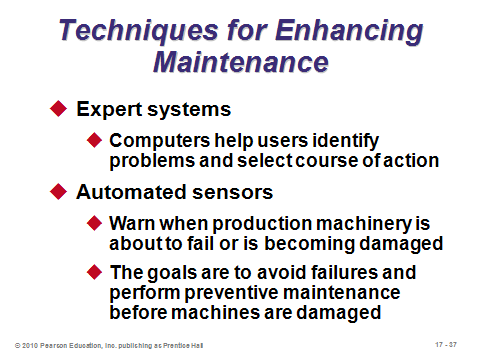 Techniques for Enhancing
Maintenance
Expert systems
Computers help users identify
problems and select course of action
Automated sensors
Warn when production machinery is
about to fail or is becoming damaged
The goals are to avoid failures and
perform preventive maintenance
before machines are damaged
© 2010 Pearson Education, Inc. publishing as Prentice Hall
17 - 37